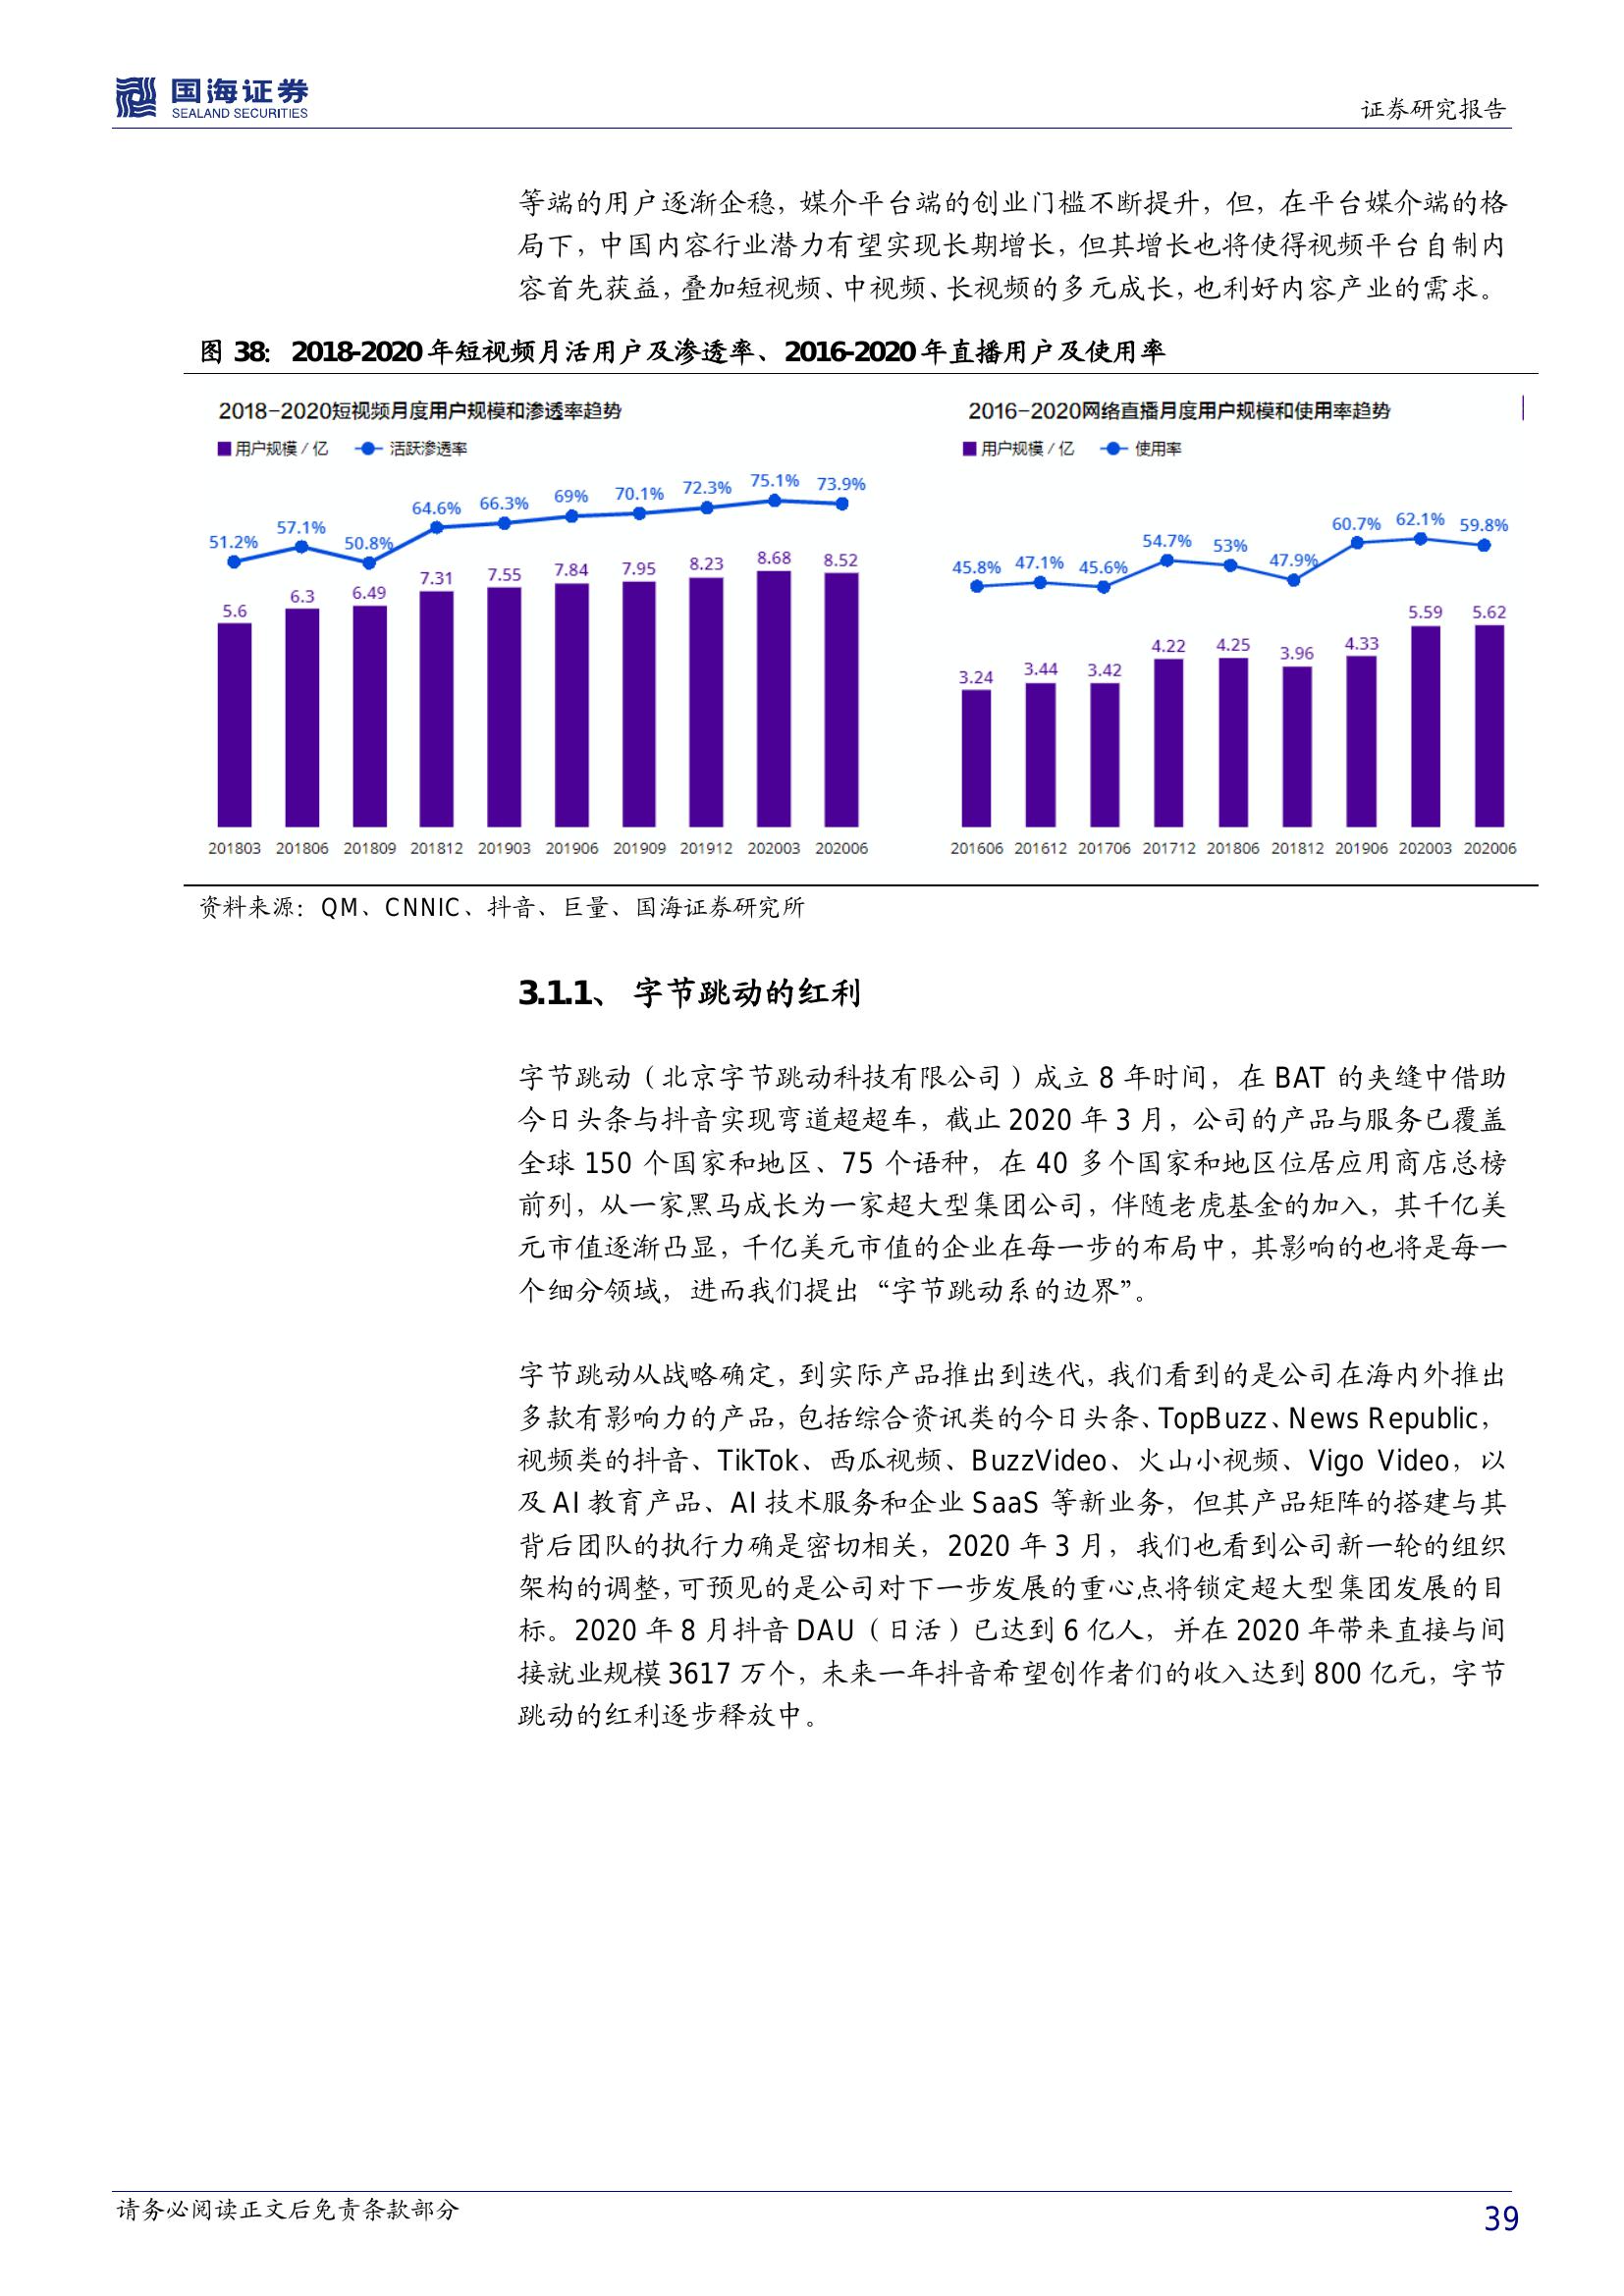 国海证券
SEALAND SECURITIES
证券研究报告
等端的用户逐渐企稳，媒介平台端的创业门槛不断提升，但，在平台媒介端的格
局下，中国内容行业潜力有望实现长期增长，但其增长也将使得视频平台自制内
容首先获益，叠加短视频、中视频、长视频的多元成长，也利好内容产业的需求。
图 38： 2018-2020 年短视频月活用户及渗透率、2016-2020 年直播用户及使用率
2018-2020短视频月度用户规模和渗透率趋势
用户规模 / 亿 活跃渗透率
51.2% 57.1% 50.8% 64.6% 66.3% 69% 70.1% 72.3% 75.1% 73.9%
5.6 6.3 6.49 7.31 7.55 7.84 7.95 8.23 8.68 8.52
201803 201806 201809 201812 201903 201906 201909 201912 202003 202006
2016-2020网络直播月度用户规模和使用率趋势
用户规模 / 亿 使用率
45.8% 47.1% 45.6% 54.7% 53% 47.9% 60.7% 62.1% 59.8%
3.24 3.44 3.42 4.22 4.25 3.96 4.33 5.59 5.62
201606 201612 201706 201712 201806 201812 201906 202003 202006
资料来源：QM、CNNIC、抖音、巨量、国海证券研究所
3.1.1、 字节跳动的红利
字节跳动（北京字节跳动科技有限公司）成立 8 年时间，在 BAT 的夹缝中借助
今日头条与抖音实现弯道超超车，截止 2020 年 3 月，公司的产品与服务已覆盖
全球 150 个国家和地区、75 个语种，在 40 多个国家和地区位居应用商店总榜
前列，从一家黑马成长为一家超大型集团公司，伴随老虎基金的加入，其千亿美
元市值逐渐凸显，千亿美元市值的企业在每一步的布局中，其影响的也将是每一
个细分领域，进而我们提出“字节跳动系的边界”。
字节跳动从战略确定，到实际产品推出到迭代，我们看到的是公司在海内外推出
多款有影响力的产品，包括综合资讯类的今日头条、TopBuzz、News Republic，
视频类的抖音、TikTok、西瓜视频、BuzzVideo、火山小视频、Vigo Video，以
及 AI 教育产品、AI 技术服务和企业 SaaS 等新业务，但其产品矩阵的搭建与其
背后团队的执行力确是密切相关，2020 年 3 月，我们也看到公司新一轮的组织
架构的调整，可预见的是公司对下一步发展的重心点将锁定超大型集团发展的目
标。2020 年 8 月抖音 DAU（日活）已达到 6 亿人，并在 2020 年带来直接与间
接就业规模 3617 万个，未来一年抖音希望创作者们的收入达到 800 亿元，字节
跳动的红利逐步释放中。
请务必阅读正文后免责条款部分
39